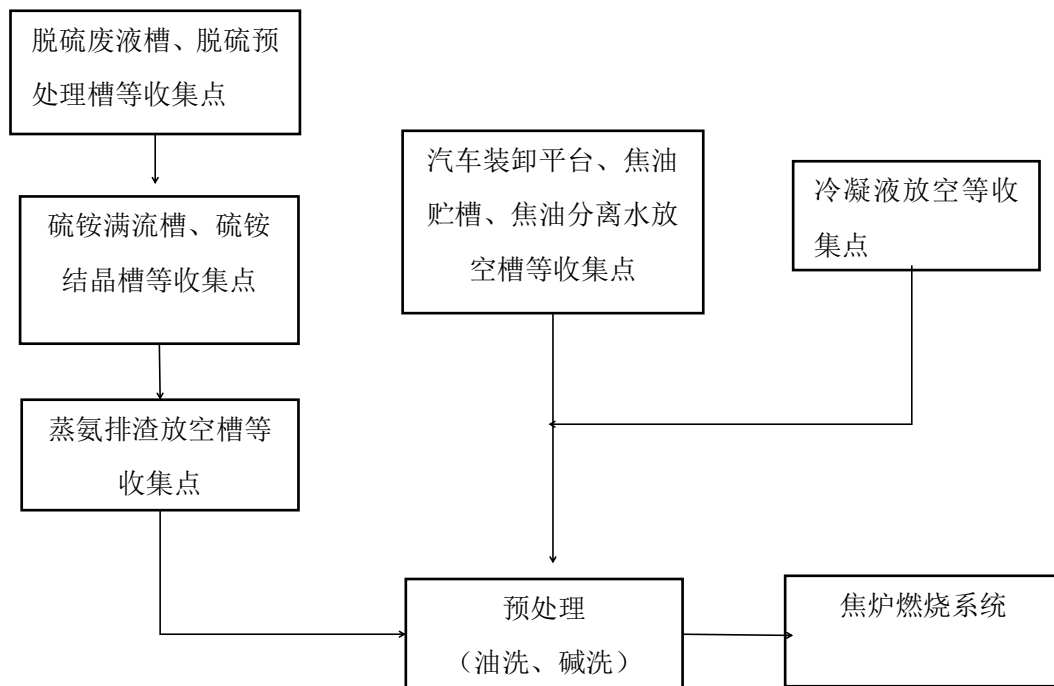 脱硫废液槽、脱硫预
处理槽等收集点
硫铵满流槽、硫铵
结晶槽等收集点
蒸氨排渣放空槽等
收集点
汽车装卸平台、焦油
贮槽、焦油分离水放
空槽等收集点
冷凝液放空等收
集点
预处理
（油洗、碱洗）
焦炉燃烧系统